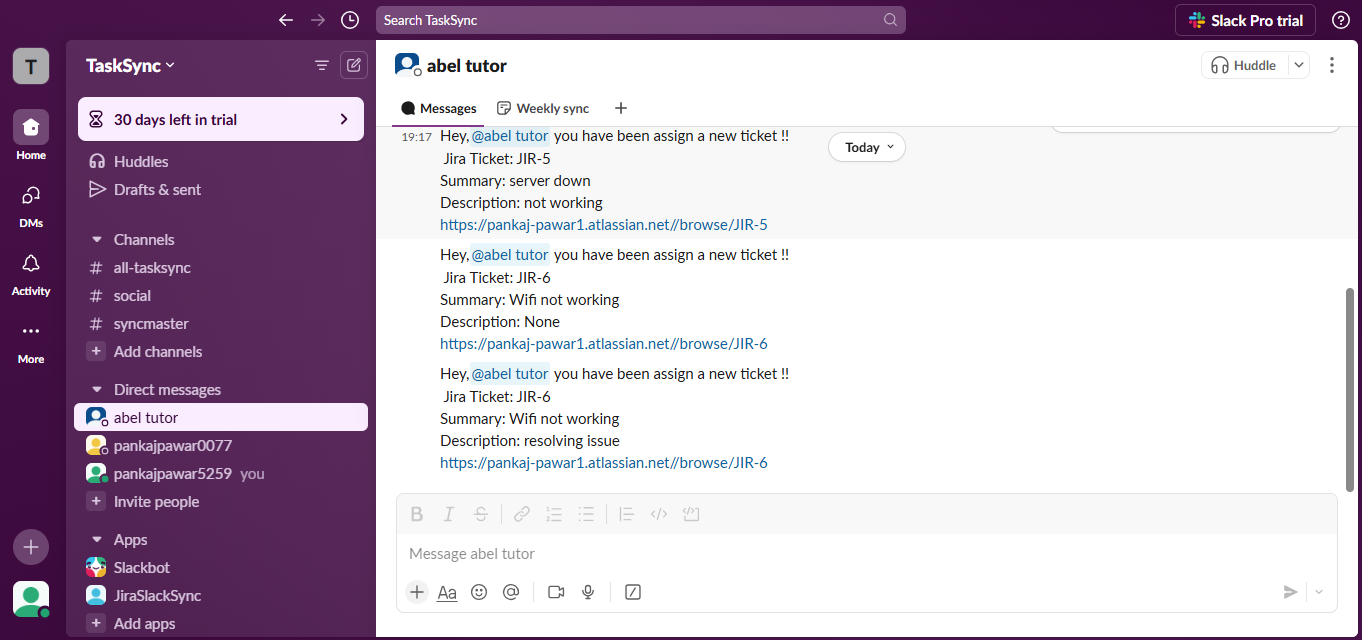 Search TaskSync
Slack Pro trial
T
Home
DMs
Activity
More
TaskSync
30 days left in trial
Huddles
Drafts & sent
Channels
# all-tasksync
# social
# syncmaster
+ Add channels
Direct messages
abel tutor
pankajpawar0077
pankajpawar5259 you
+ Invite people
Apps
Slackbot
JiraSlackSync
+ Add apps
abel tutor
Huddle
Messages
Weekly sync
Today
19:17 Hey, @abel tutor you have been assign a new ticket !!
Jira Ticket: JIR-5
Summary: server down
Description: not working
https://pankaj-pawar1.atlassian.net//browse/JIR-5
Hey, @abel tutor you have been assign a new ticket !!
Jira Ticket: JIR-6
Summary: Wifi not working
Description: None
https://pankaj-pawar1.atlassian.net//browse/JIR-6
Hey, @abel tutor you have been assign a new ticket !!
Jira Ticket: JIR-6
Summary: Wifi not working
Description: resolving issue
https://pankaj-pawar1.atlassian.net//browse/JIR-6
B I S
Message abel tutor
Aa